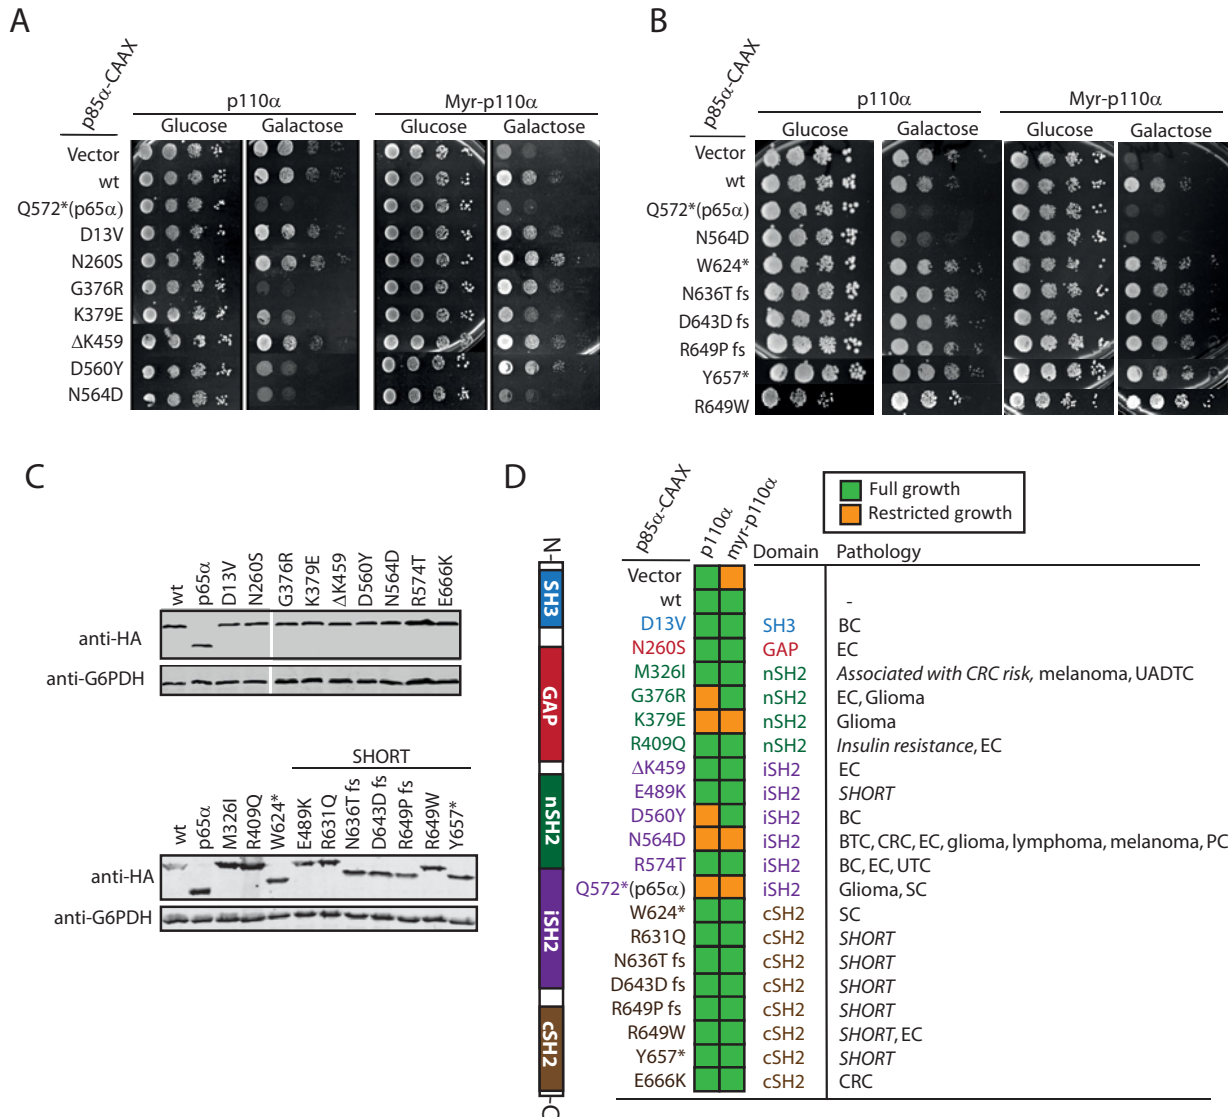 A
p85α-CAAX
p110α
Myr-p110α
Glucose
Galactose
Glucose
Galactose
Vector
wt
Q572*(p65α)
D13V
N260S
G376R
K379E
ΔK459
D560Y
N564D
B
p85α-CAAX
p110α
Myr-p110α
Glucose
Galactose
Glucose
Galactose
Vector
wt
Q572*(p65α)
N564D
W624*
N636T fs
D643D fs
R649P fs
Y657*
R649W
C
wt
p65α
D13V
N260S
G376R
K379E
ΔK459
D560Y
N564D
R574T
E666K
anti-HA
anti-G6PDH
SHORT
wt
p65α
M326I
R409Q
W624*
E489K
R631Q
N636T fs
D643D fs
R649P fs
R649W
Y657*
anti-HA
anti-G6PDH
D
Full growth
Restricted growth
N-
SH3
GAP
nSH2
iSH2
cSH2
-C
p85α-CAAX
p110α
myr-p110α
Domain Pathology
Vector
wt -
D13V SH3 BC
N260S GAP EC
M326I nSH2 Associated with CRC risk, melanoma, UADTC
G376R nSH2 EC, Glioma
K379E nSH2 Glioma
R409Q nSH2 Insulin resistance, EC
ΔK459 iSH2 EC
E489K iSH2 SHORT
D560Y iSH2 BC
N564D iSH2 BTC, CRC, EC, glioma, lymphoma, melanoma, PC
R574T iSH2 BC, EC, UTC
Q572*(p65α) iSH2 Glioma, SC
W624* cSH2 SC
R631Q cSH2 SHORT
N636T fs cSH2 SHORT
D643D fs cSH2 SHORT
R649P fs cSH2 SHORT
R649W cSH2 SHORT, EC
Y657* cSH2 SHORT
E666K cSH2 CRC